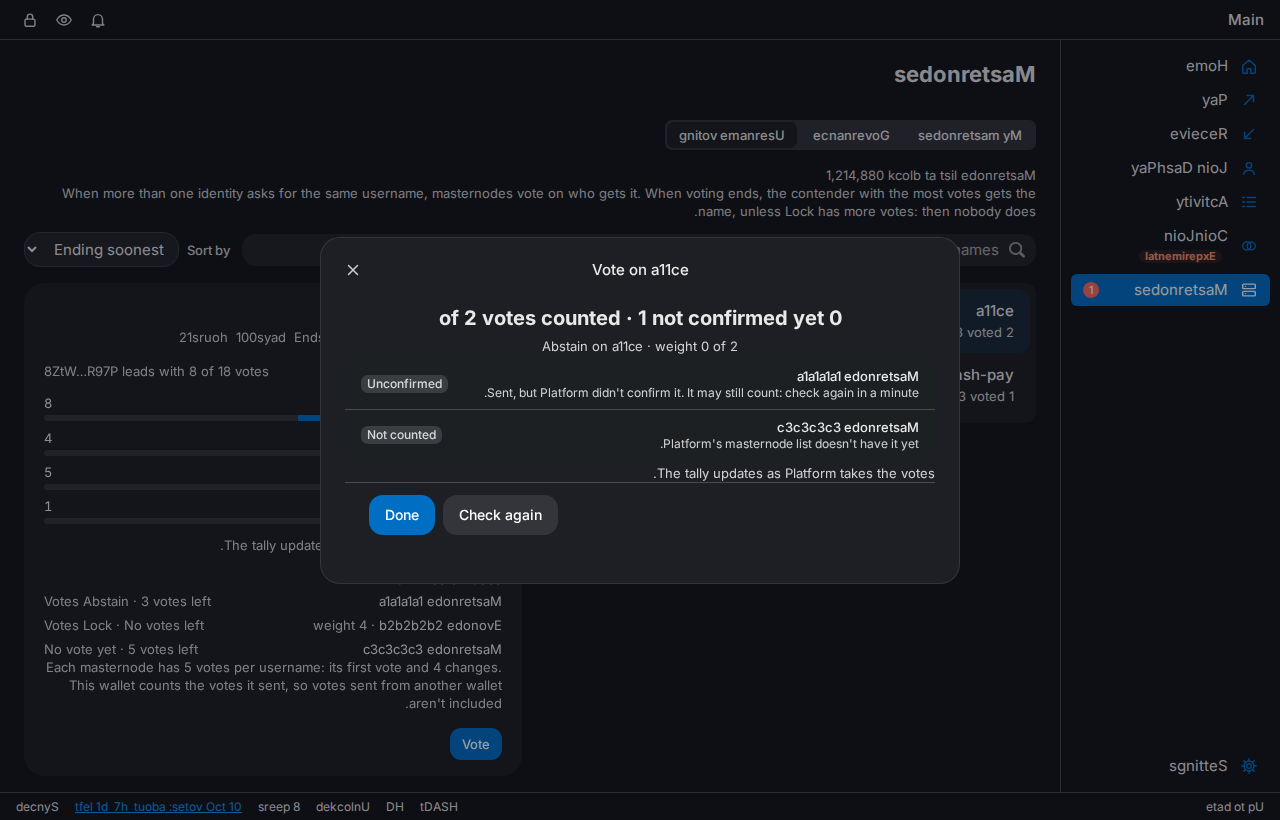 Main
emoH
yaP
evieceR
yaPhsaD nioJ
ytivitcA
nioJnioC
latnemirepxE
sedonretsaM
1
sgnitteS
sedonretsaM
gnitov emanresU
ecnanrevoG
sedonretsam yM
1,214,880 kcolb ta tsil edonretsaM
When more than one identity asks for the same username, masternodes vote on who gets it. When voting ends, the contender with the most votes gets the
.name, unless Lock has more votes: then nobody does
Ending soonest
Sort by
names
a11ce
3 voted 2
sh-pay
3 voted 1
21sruoh 100syad Ends
8ZtW…R97P leads with 8 of 18 votes
8
4
5
1
.The tally update
Votes Abstain · 3 votes left
a1a1a1a1 edonretsaM
Votes Lock · No votes left
weight 4 · b2b2b2b2 edonovE
No vote yet · 5 votes left
c3c3c3c3 edonretsaM
Each masternode has 5 votes per username: its first vote and 4 changes.
This wallet counts the votes it sent, so votes sent from another wallet
.aren't included
Vote
Vote on a11ce
of 2 votes counted · 1 not confirmed yet 0
Abstain on a11ce · weight 0 of 2
a1a1a1a1 edonretsaM
Unconfirmed
.Sent, but Platform didn't confirm it. It may still count: check again in a minute
c3c3c3c3 edonretsaM
Not counted
.Platform's masternode list doesn't have it yet
.The tally updates as Platform takes the votes
Done
Check again
decnyS
tfel 1d 7h tuoba :setov Oct 10
sreep 8
dekcolnU
DH
tDASH
etad ot pU